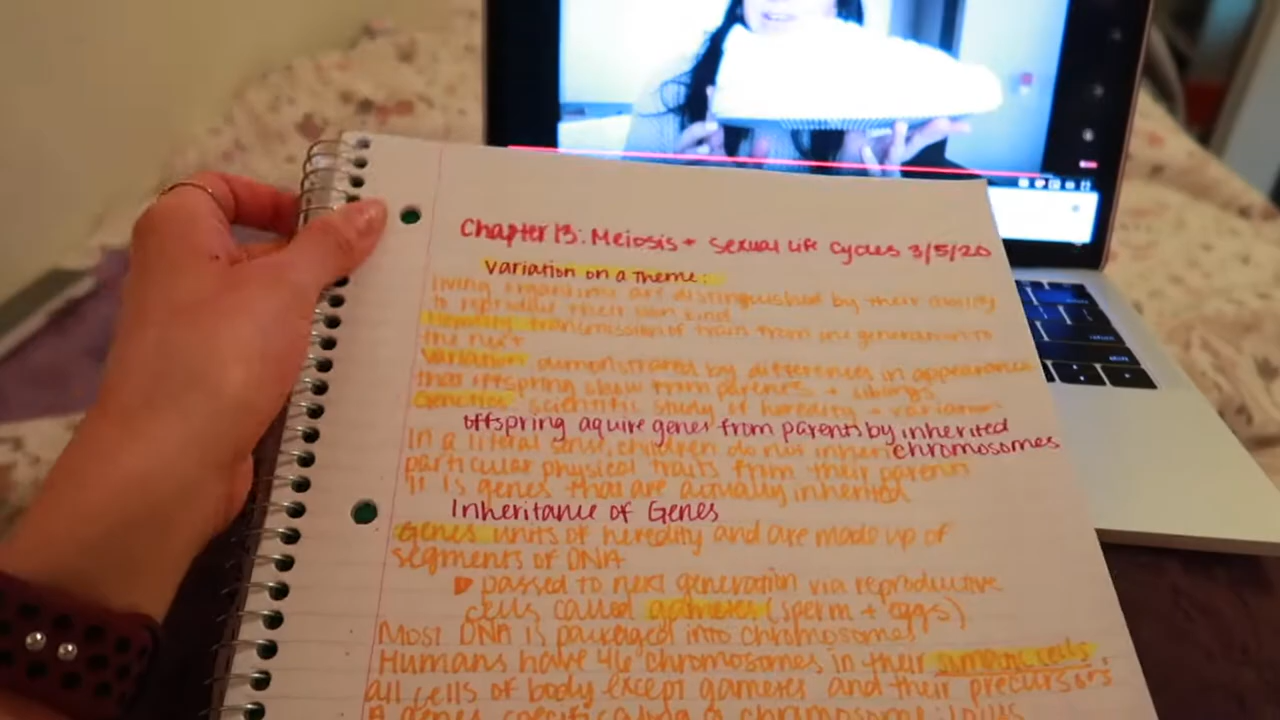 Chapter 13: Meiosis + Sexual Life Cycles 3/5/20
Variation on a Theme:
living organisms are distinguished by their ability
to reproduce their own kind
Heredity transmission of traits from one generation to
the next
Variation demonstrated by differences in appearance
that offspring show from parents + siblings
Genetics scientific study of heredity + variation
Offspring aquire genes from parents by inherited
chromosomes
In a literal sense, children do not inherit
particular physical traits from their parents
it is genes that are actually inherited
Inheritance of Genes
Genes units of heredity and are made up of
segments of DNA
passed to next generation via reproductive
cells called gametes (sperm + eggs)
Most DNA is packaged into chromosomes
Humans have 46 chromosomes in their somatic cells,
all cells of body except gametes and their precursors
A genes specific